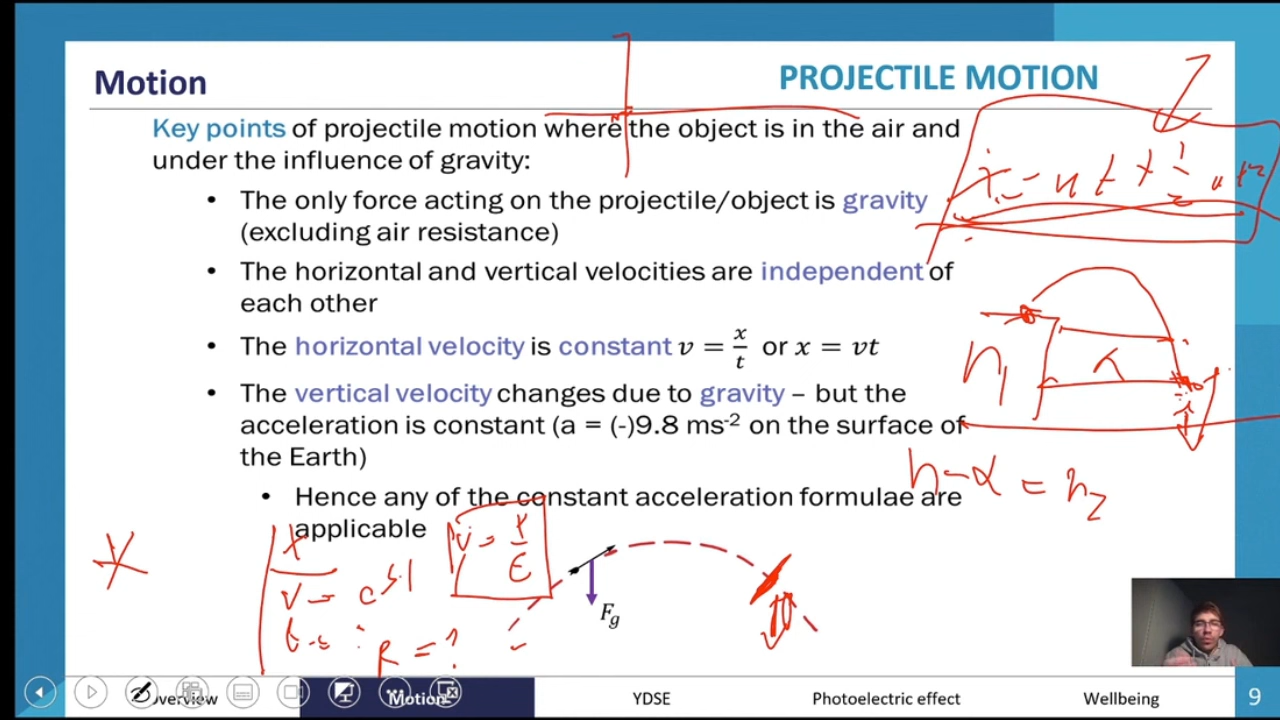 Motion
PROJECTILE MOTION
Key points of projectile motion where the object is in the air and
under the influence of gravity:
• The only force acting on the projectile/object is gravity
(excluding air resistance)
• The horizontal and vertical velocities are independent of
each other
• The horizontal velocity is constant v = x/t or x = vt
• The vertical velocity changes due to gravity – but the
acceleration is constant (a = (-)9.8 ms⁻² on the surface of
the Earth)
• Hence any of the constant acceleration formulae are
applicable
h - x = h₂
R = ?
F_g
Overview
Motion
YDSE
Photoelectric effect
Wellbeing
9